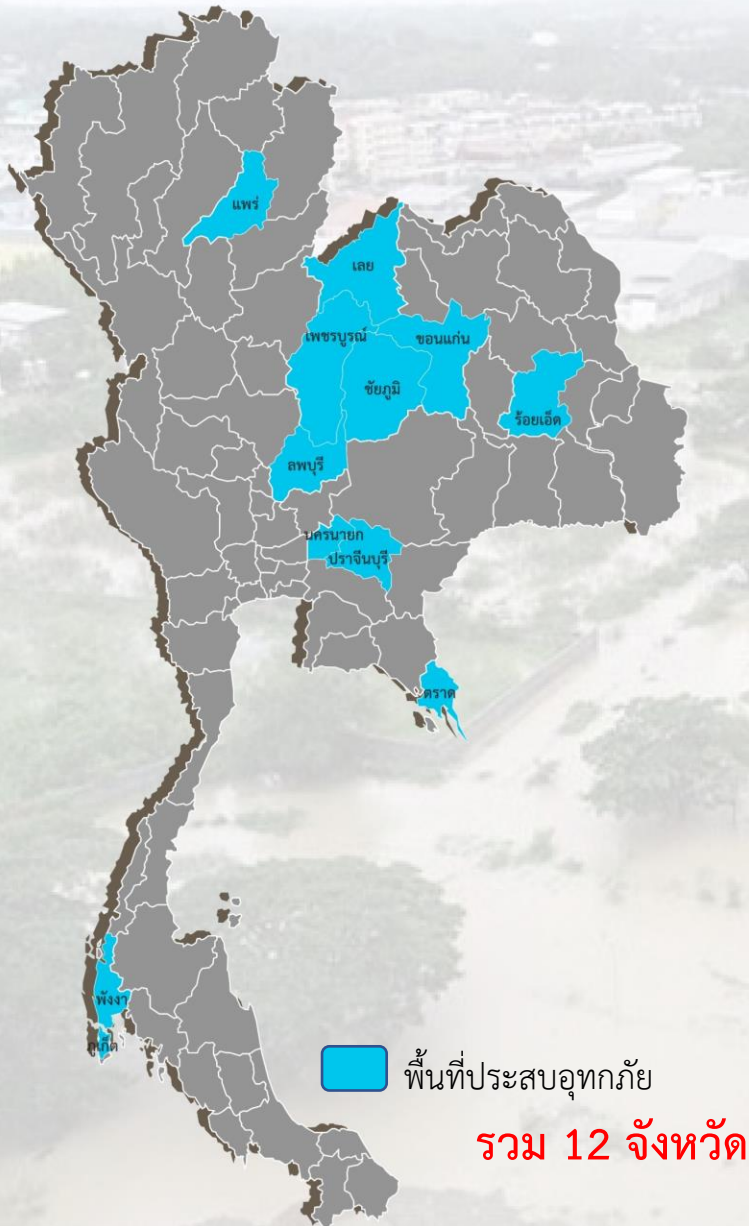 แพร่
เลย
เพชรบูรณ์
ขอนแก่น
ชัยภูมิ
ร้อยเอ็ด
ลพบุรี
นครนายก
ปราจีนบุรี
ตราด
พังงา
ภูเก็ต
พื้นที่ประสบอุทกภัย
รวม 12 จังหวัด